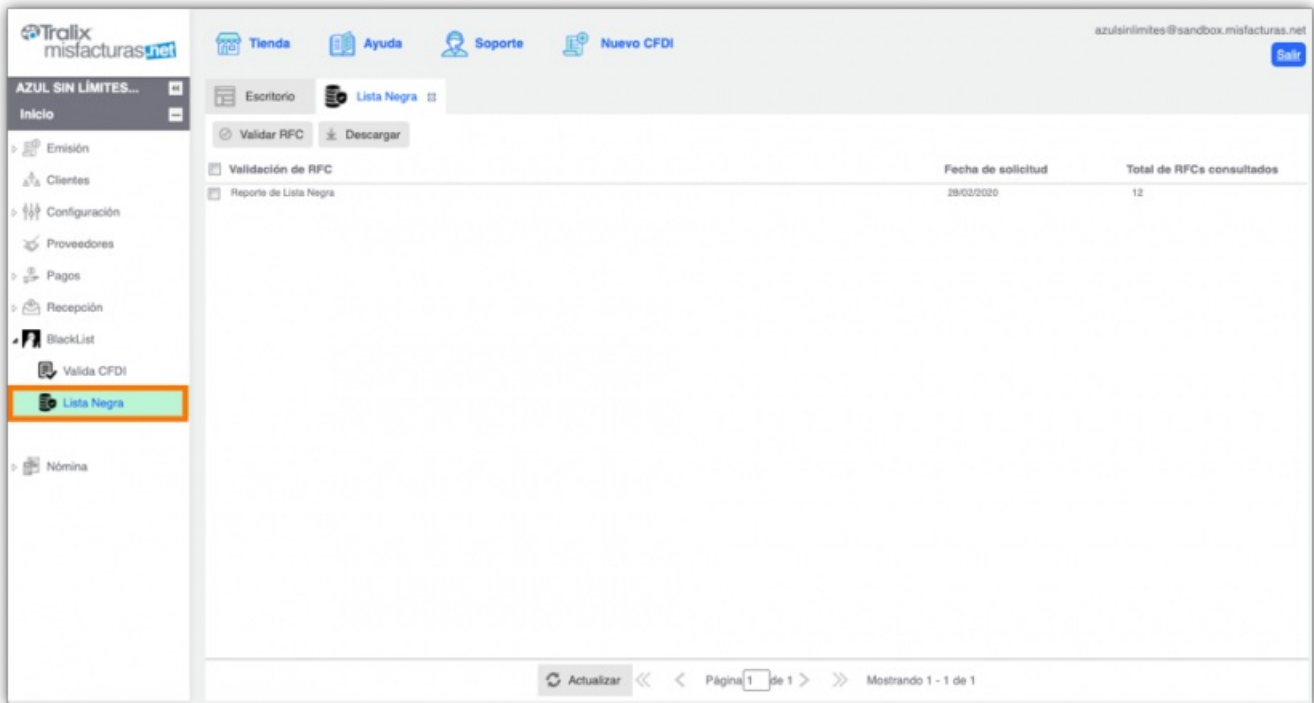 Tralix
misfacturas.net
Tienda
Ayuda
Soporte
Nuevo CFDI
azulsinlimites@sandbox.misfacturas.net
Salir
AZUL SIN LÍMITES...
Inicio
Emisión
Clientes
Configuración
Proveedores
Pagos
Recepción
BlackList
Valida CFDI
Lista Negra
Nómina
Escritorio
Lista Negra
Validar RFC
Descargar
Validación de RFC Fecha de solicitud Total de RFCs consultados
Reporte de Lista Negra 28/02/2020 12
Actualizar Página 1 de 1 Mostrando 1 - 1 de 1